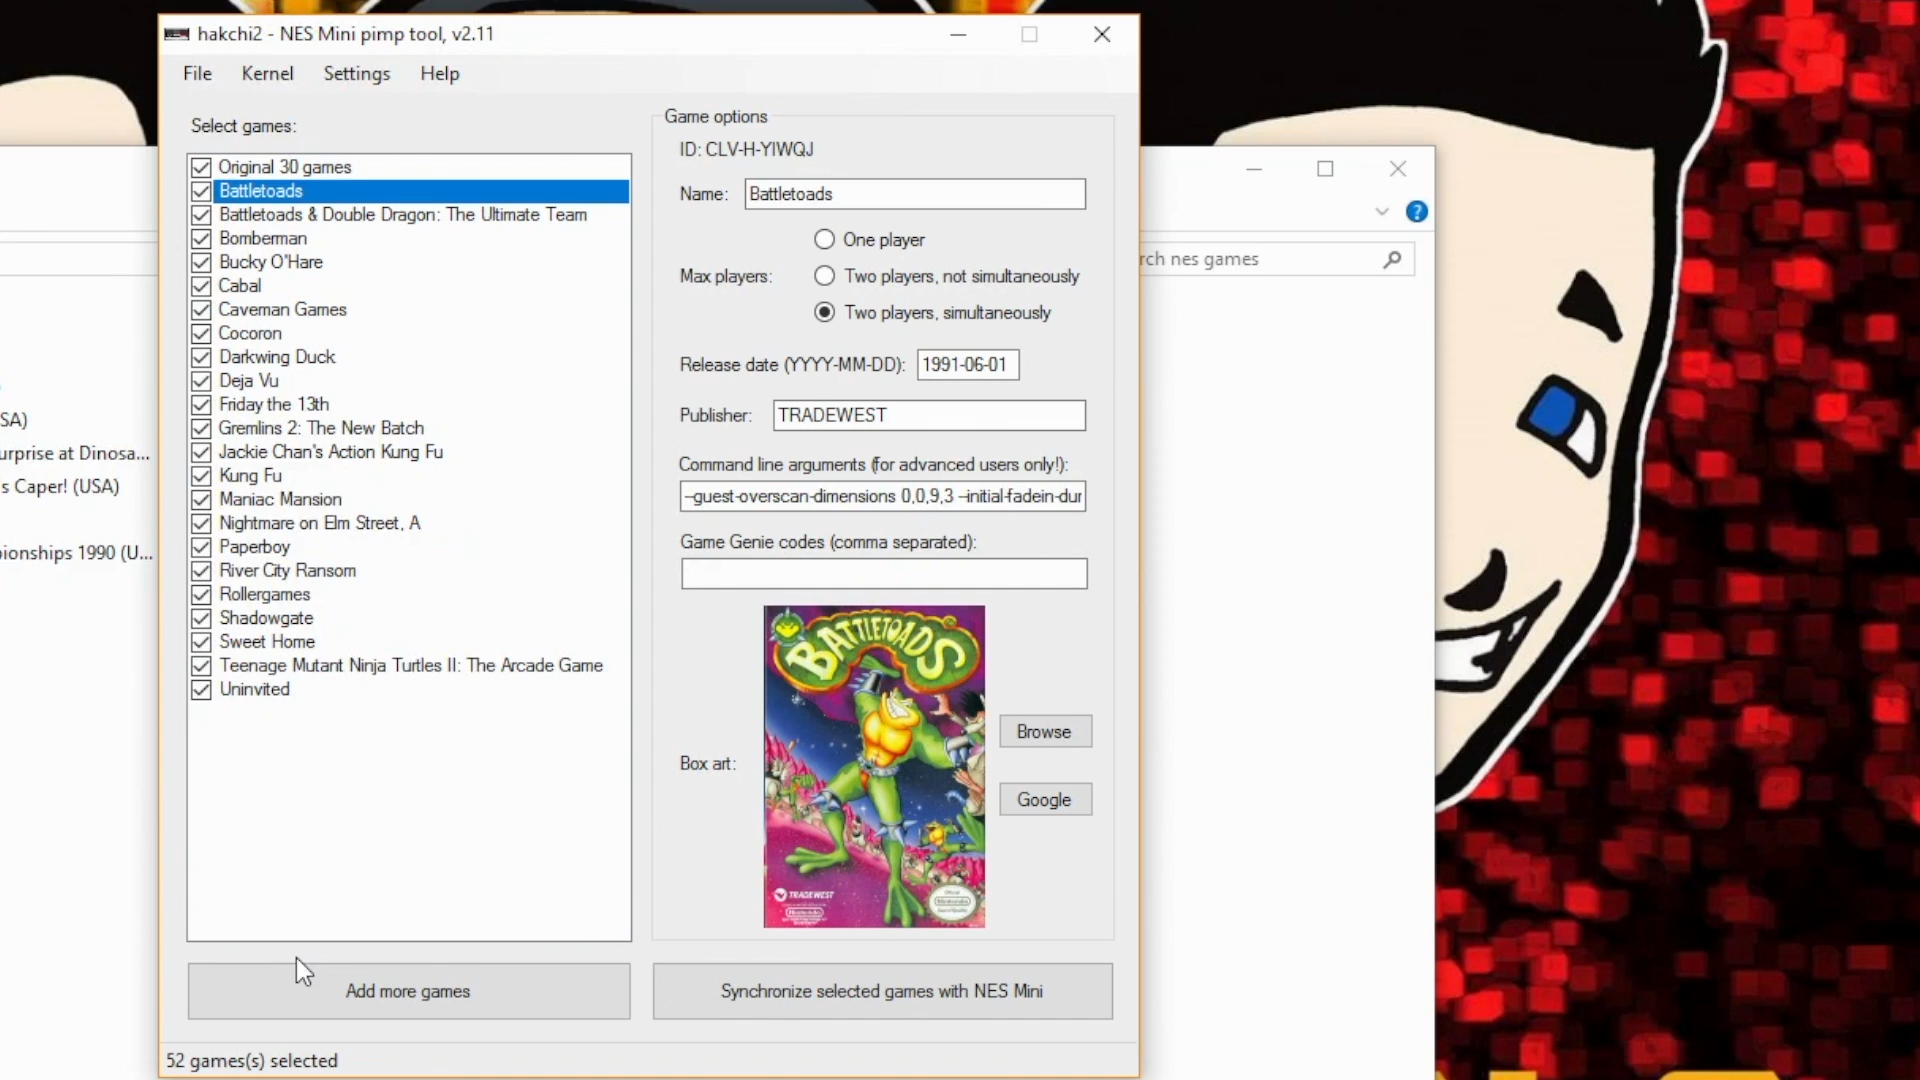 hakchi2 - NES Mini pimp tool, v2.11
File Kernel Settings Help
Select games:
Original 30 games
Battletoads
Battletoads & Double Dragon: The Ultimate Team
Bomberman
Bucky O'Hare
Cabal
Caveman Games
Cocoron
Darkwing Duck
Deja Vu
Friday the 13th
Gremlins 2: The New Batch
Jackie Chan's Action Kung Fu
Kung Fu
Maniac Mansion
Nightmare on Elm Street, A
Paperboy
River City Ransom
Rollergames
Shadowgate
Sweet Home
Teenage Mutant Ninja Turtles II: The Arcade Game
Uninvited
Add more games
52 games(s) selected
Game options
ID: CLV-H-YIWQJ
Name: Battletoads
Max players:
One player
Two players, not simultaneously
Two players, simultaneously
Release date (YYYY-MM-DD): 1991-06-01
Publisher: TRADEWEST
Command line arguments (for advanced users only!):
--guest-overscan-dimensions 0,0,9,3 --initial-fadein-dur
Game Genie codes (comma separated):
Box art:
BATTLETOADS
TRADEWEST
Nintendo
Nintendo
Browse
Google
Synchronize selected games with NES Mini
SA)
urprise at Dinosa...
s Caper! (USA)
pionships 1990 (U...
rch nes games
?